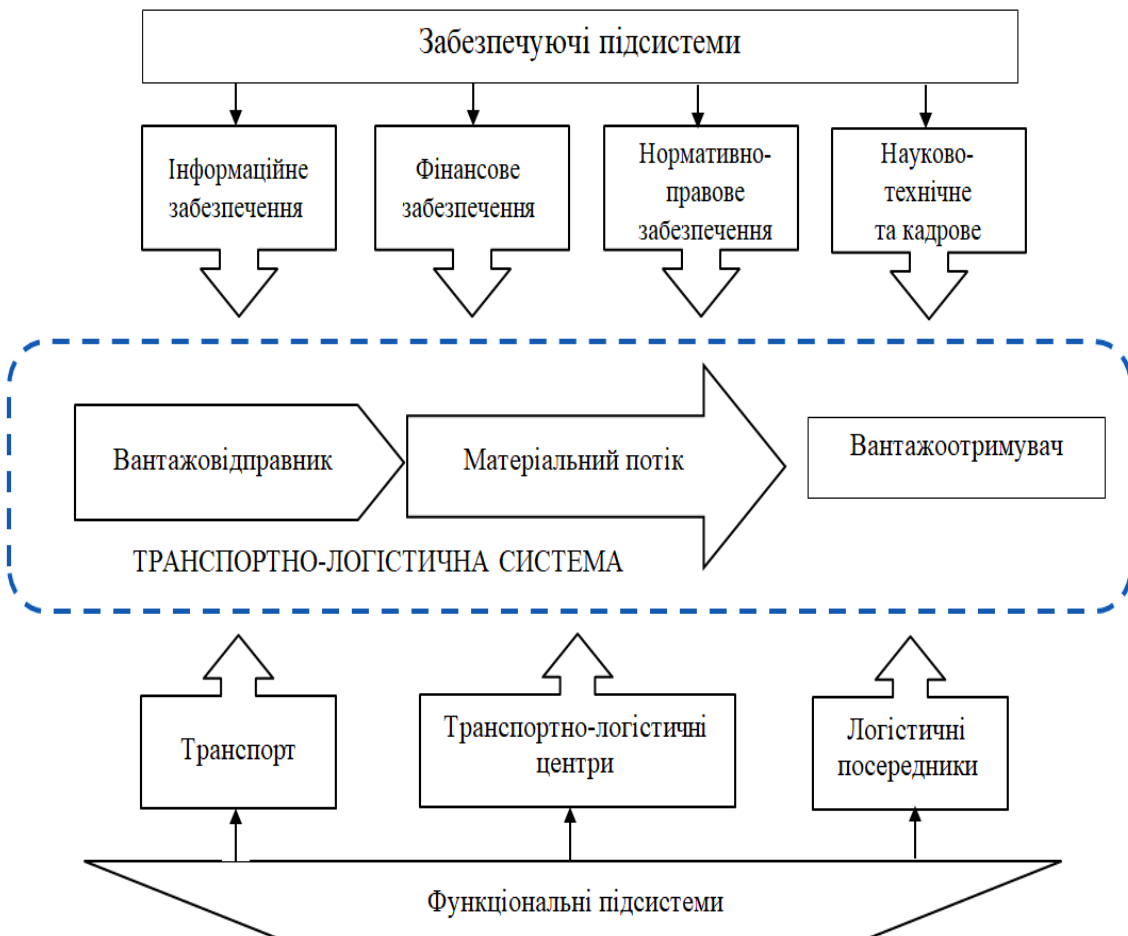 Забезпечуючі підсистеми
Інформаційне
забезпечення
Фінансове
забезпечення
Нормативно-
правове
забезпечення
Науково-
технічне
та кадрове
Вантажовідправник
Матеріальний потік
Вантажоотримувач
ТРАНСПОРТНО-ЛОГІСТИЧНА СИСТЕМА
Транспорт
Транспортно-логістичні
центри
Логістичні
посередники
Функціональні підсистеми